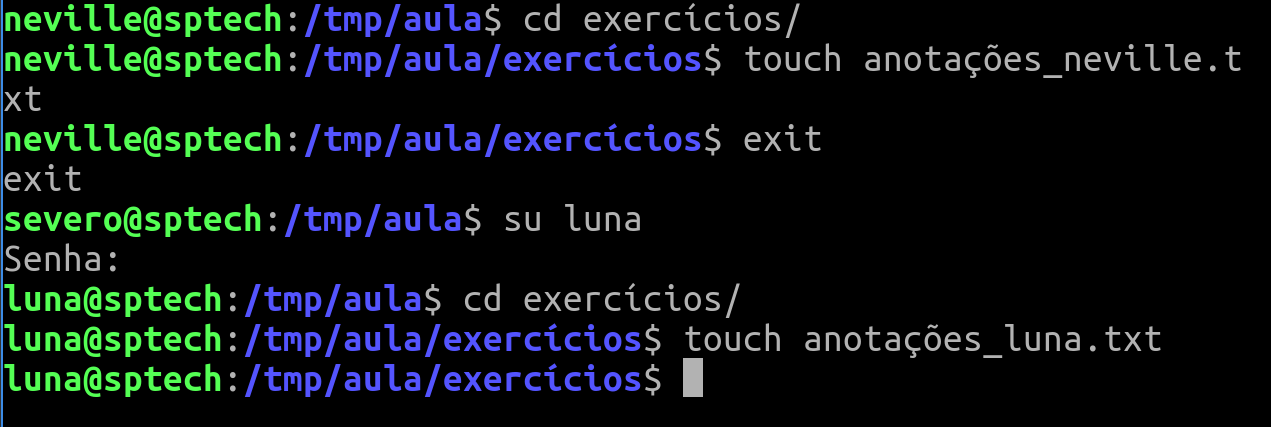 neville@sptech:/tmp/aula$ cd exercícios/
neville@sptech:/tmp/aula/exercícios$ touch anotações_neville.t
xt
neville@sptech:/tmp/aula/exercícios$ exit
exit
severo@sptech:/tmp/aula$ su luna
Senha:
luna@sptech:/tmp/aula$ cd exercícios/
luna@sptech:/tmp/aula/exercícios$ touch anotações_luna.txt
luna@sptech:/tmp/aula/exercícios$